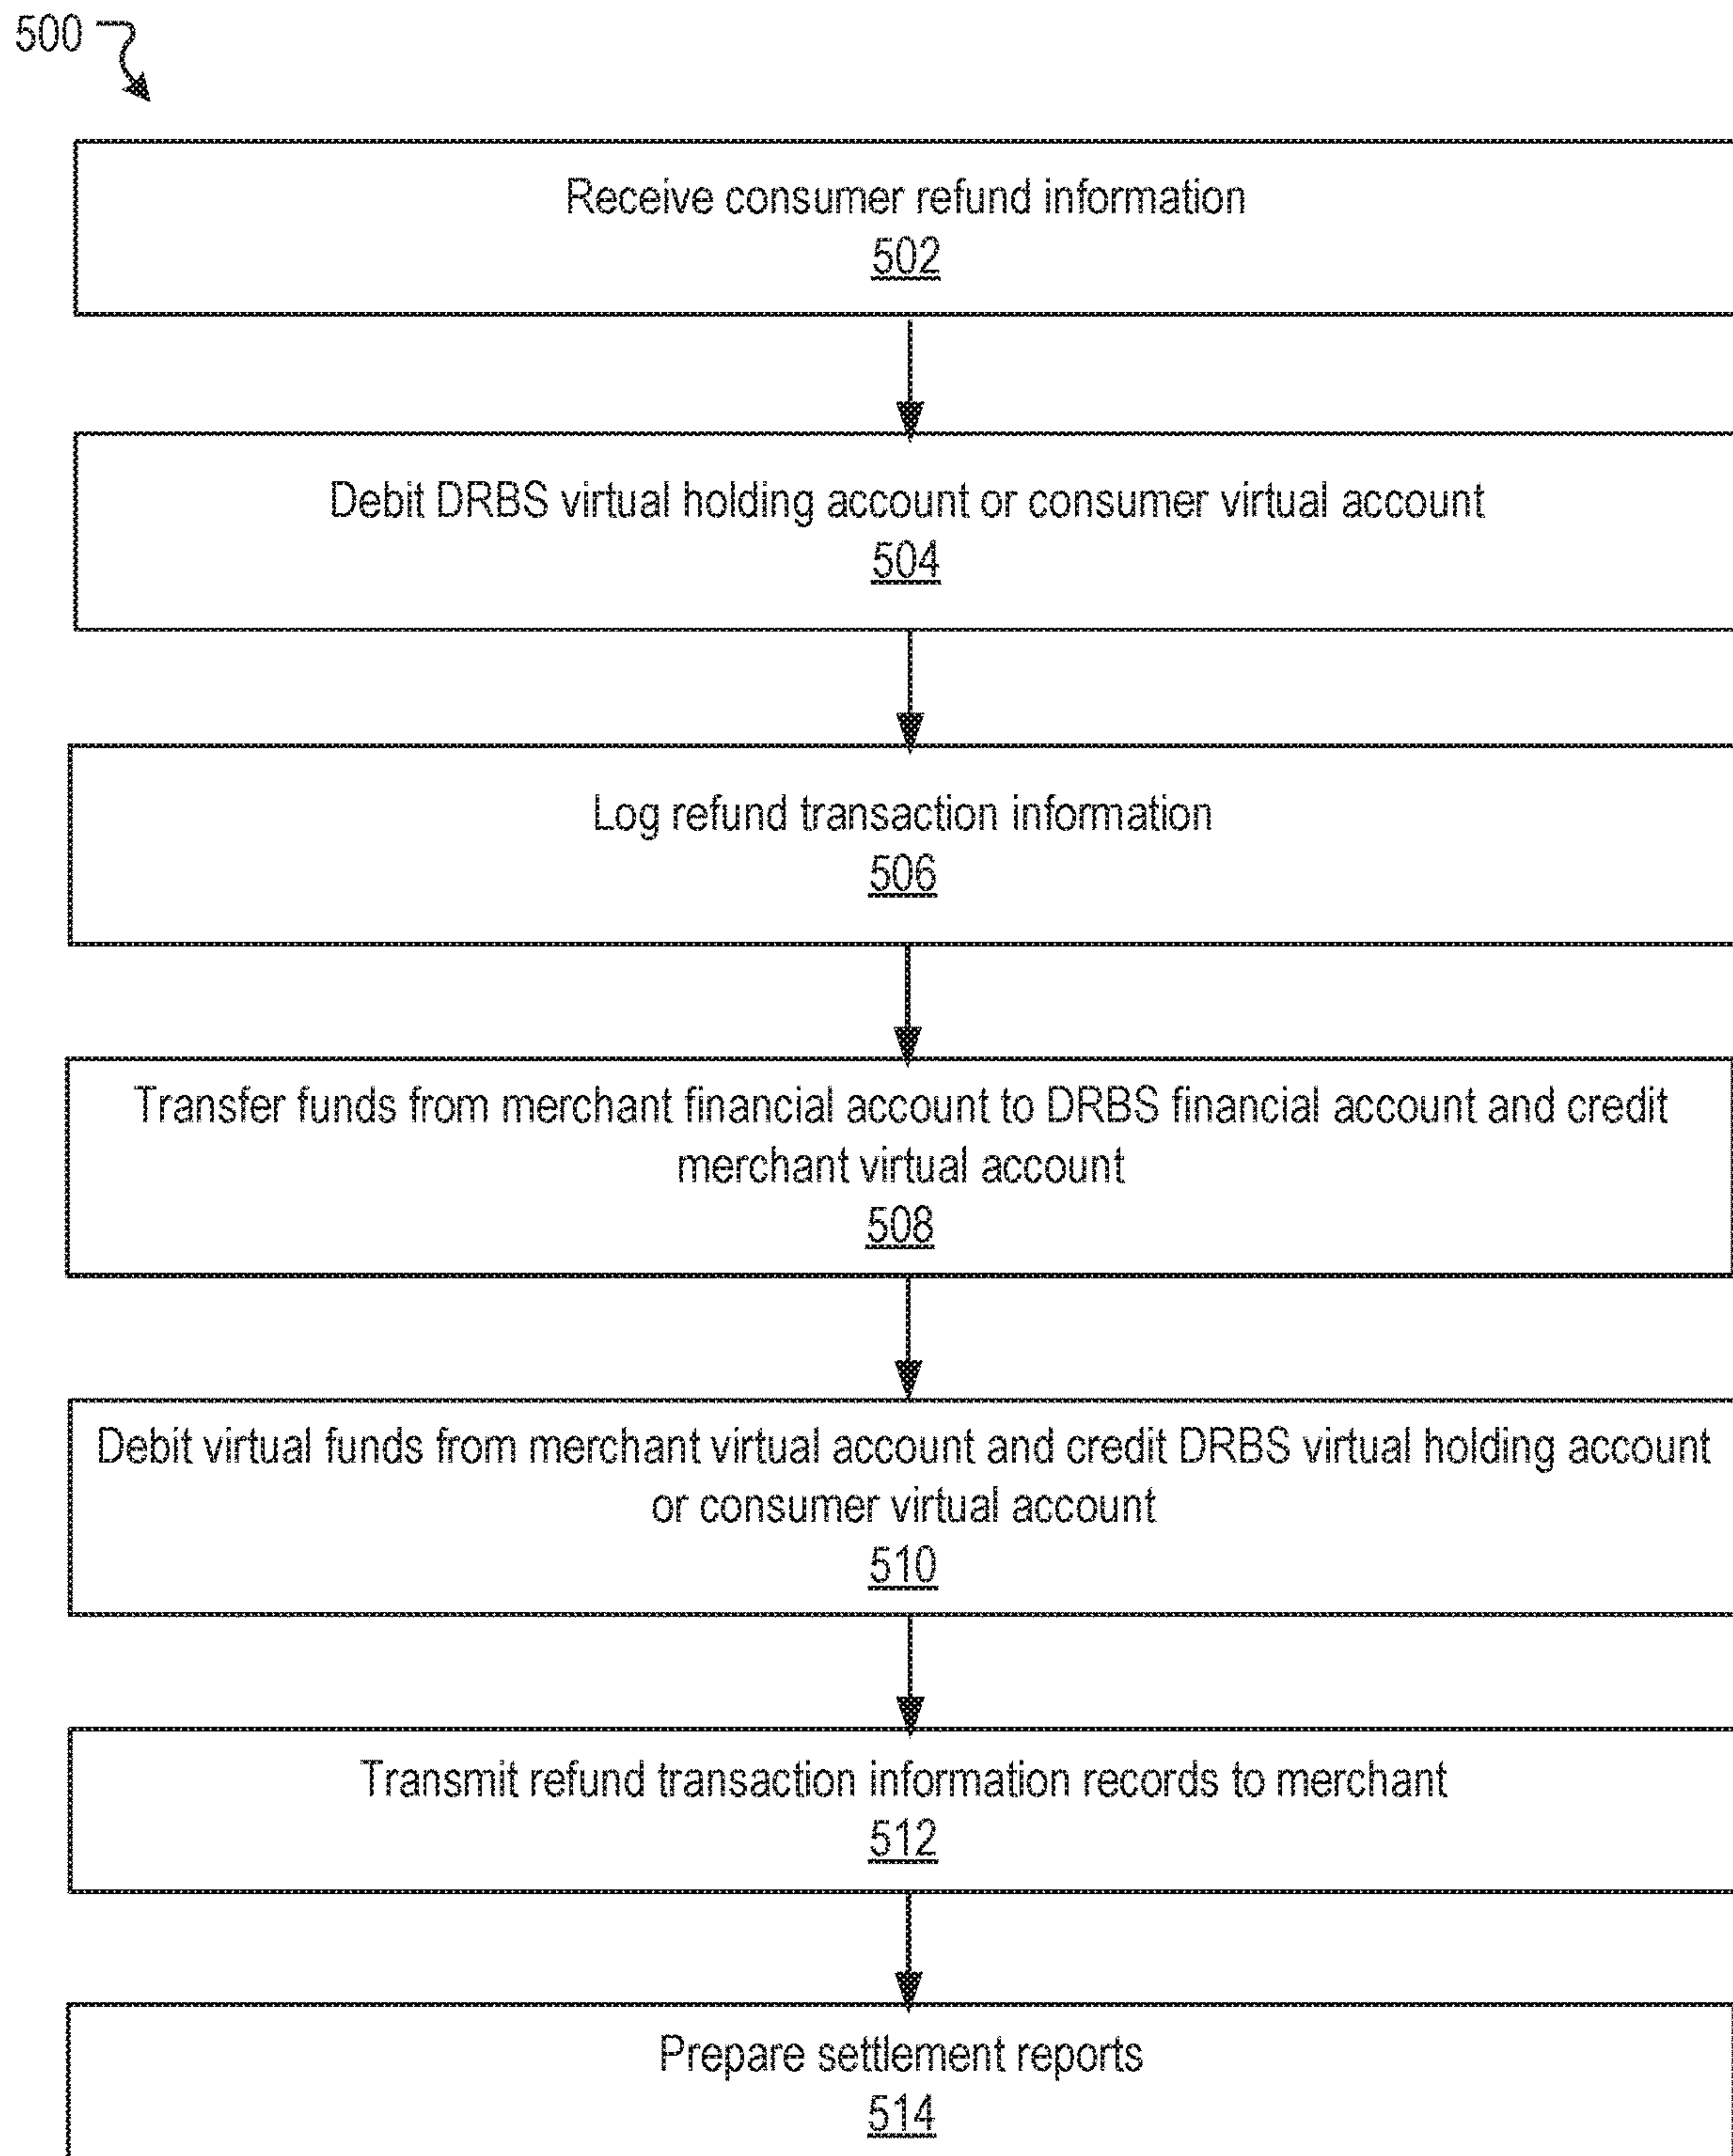 500
Receive consumer refund information
502
Debit DRBS virtual holding account or consumer virtual account
504
Log refund transaction information
506
Transfer funds from merchant financial account to DRBS financial account and credit
merchant virtual account
508
Debit virtual funds from merchant virtual account and credit DRBS virtual holding account
or consumer virtual account
510
Transmit refund transaction information records to merchant
512
Prepare settlement reports
514